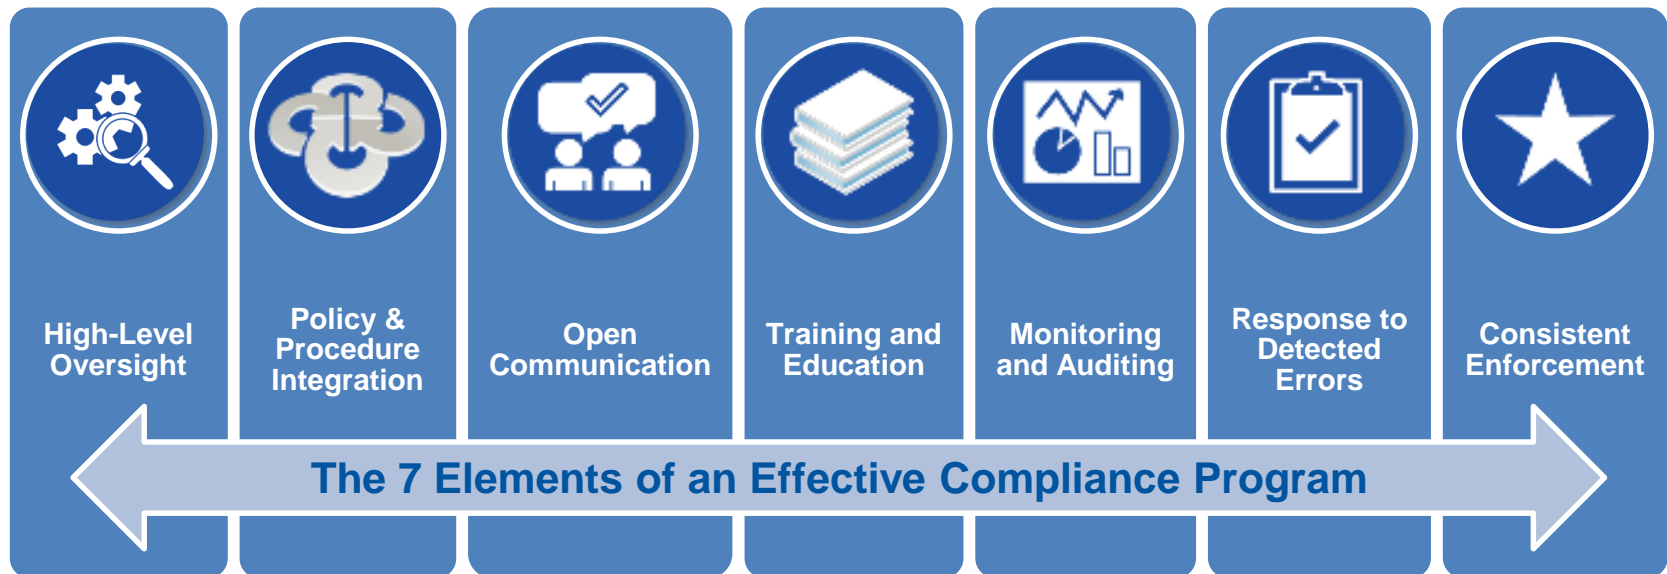 High-Level
Oversight
Policy &
Procedure
Integration
Open
Communication
Training and
Education
Monitoring
and Auditing
Response to
Detected
Errors
Consistent
Enforcement
The 7 Elements of an Effective Compliance Program